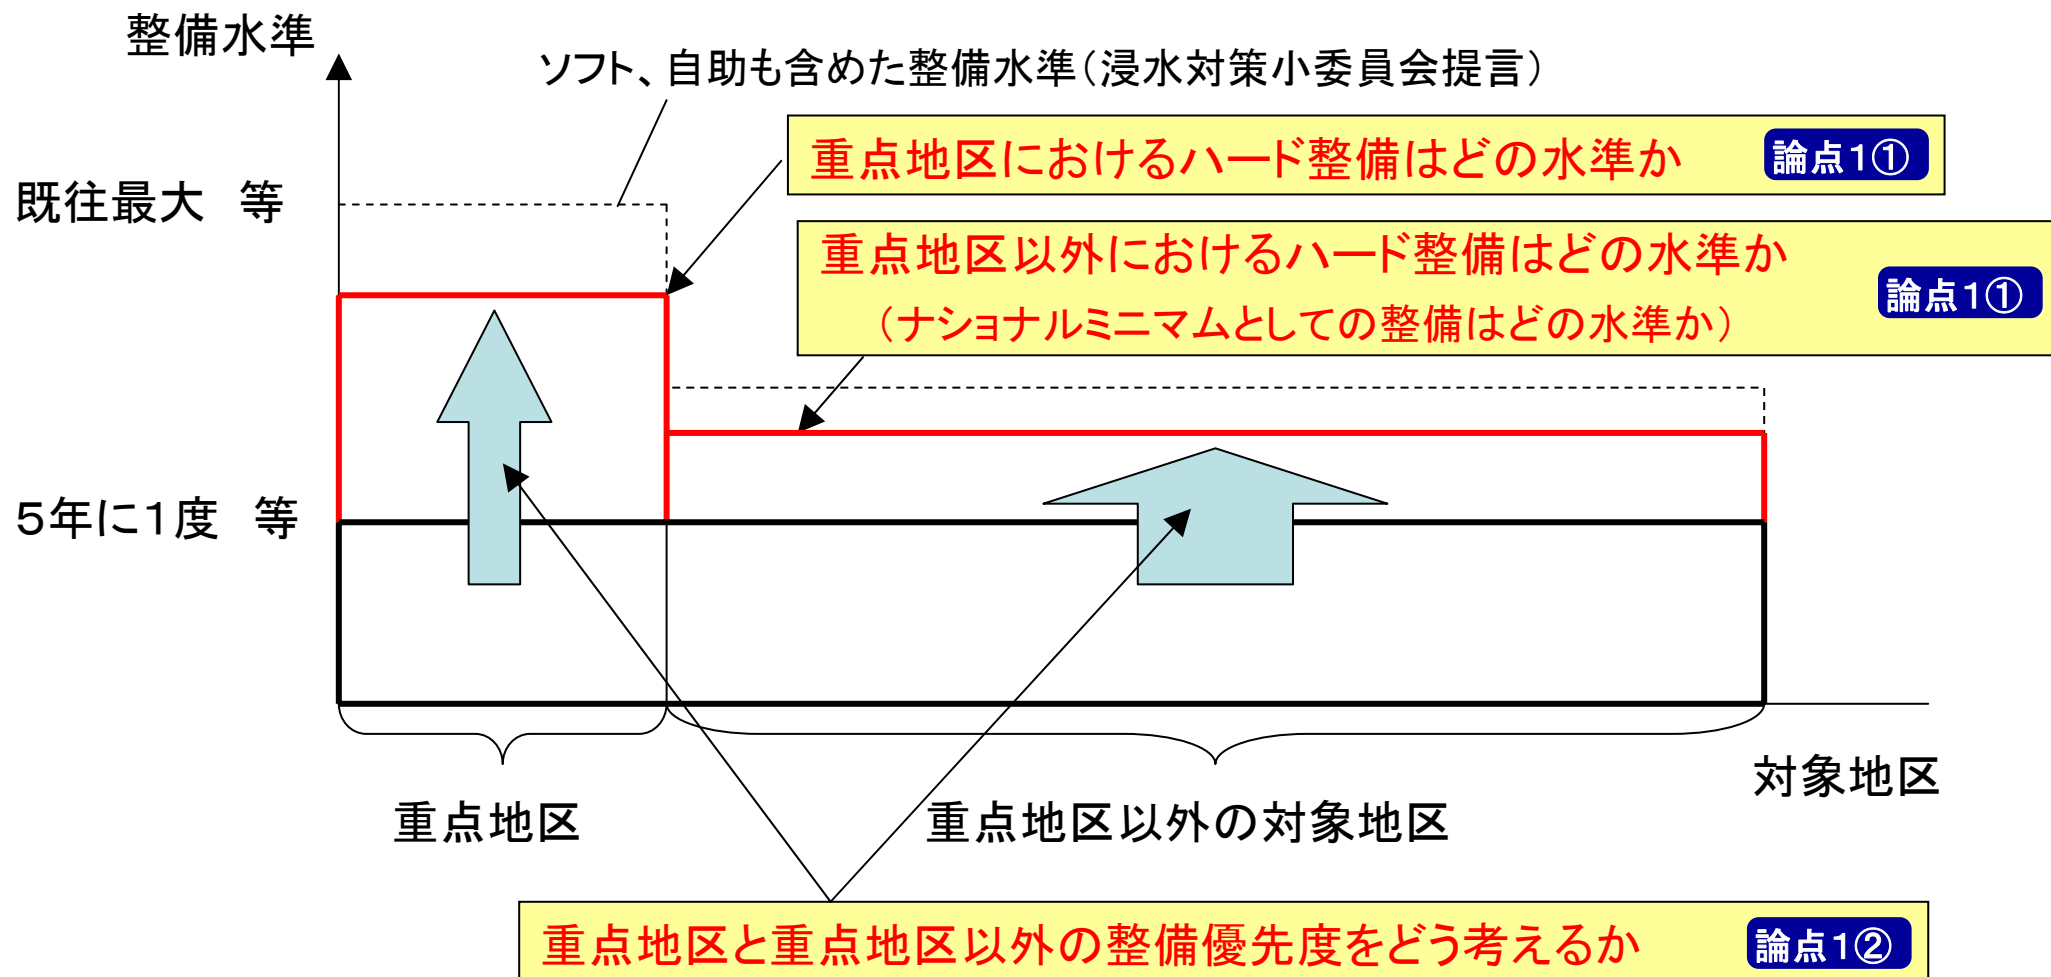 整備水準
ソフト、自助も含めた整備水準(浸水対策小委員会提言)
重点地区におけるハード整備はどの水準か 論点1①
既往最大 等
重点地区以外におけるハード整備はどの水準か
論点1①
(ナショナルミニマムとしての整備はどの水準か)
5年に1度 等
対象地区
重点地区
重点地区以外の対象地区
重点地区と重点地区以外の整備優先度をどう考えるか 論点1②